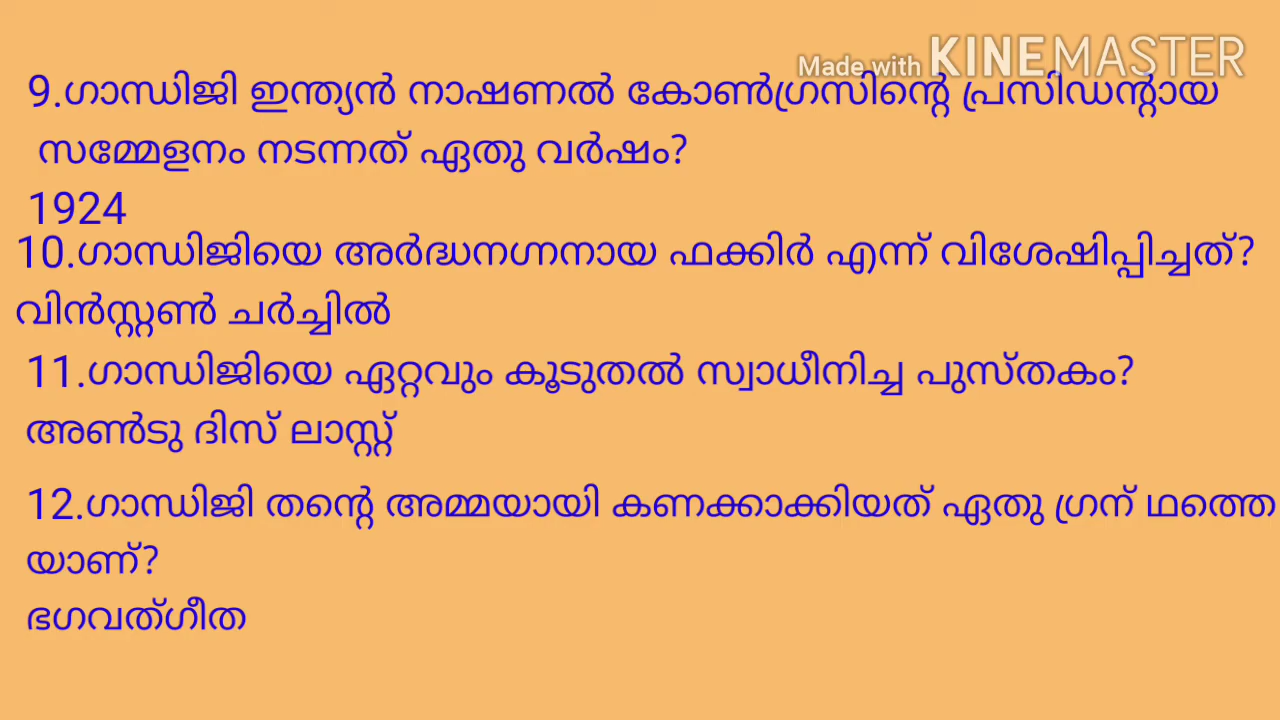 Made with KINEMASTER
9.ഗാന്ധിജി ഇന്ത്യൻ നാഷണൽ കോൺഗ്രസിന്റെ പ്രസിഡന്റായ
സമ്മേളനം നടന്നത് ഏതു വർഷം?
1924
10.ഗാന്ധിജിയെ അർദ്ധനഗ്നനായ ഫക്കിർ എന്ന് വിശേഷിപ്പിച്ചത്?
വിൻസ്റ്റൺ ചർച്ചിൽ
11.ഗാന്ധിജിയെ ഏറ്റവും കൂടുതൽ സ്വാധീനിച്ച പുസ്തകം?
അൺടു ദിസ് ലാസ്റ്റ്
12.ഗാന്ധിജി തന്റെ അമ്മയായി കണക്കാക്കിയത് ഏതു ഗ്രന് ഥത്തെ
യാണ്?
ഭഗവത്ഗീത